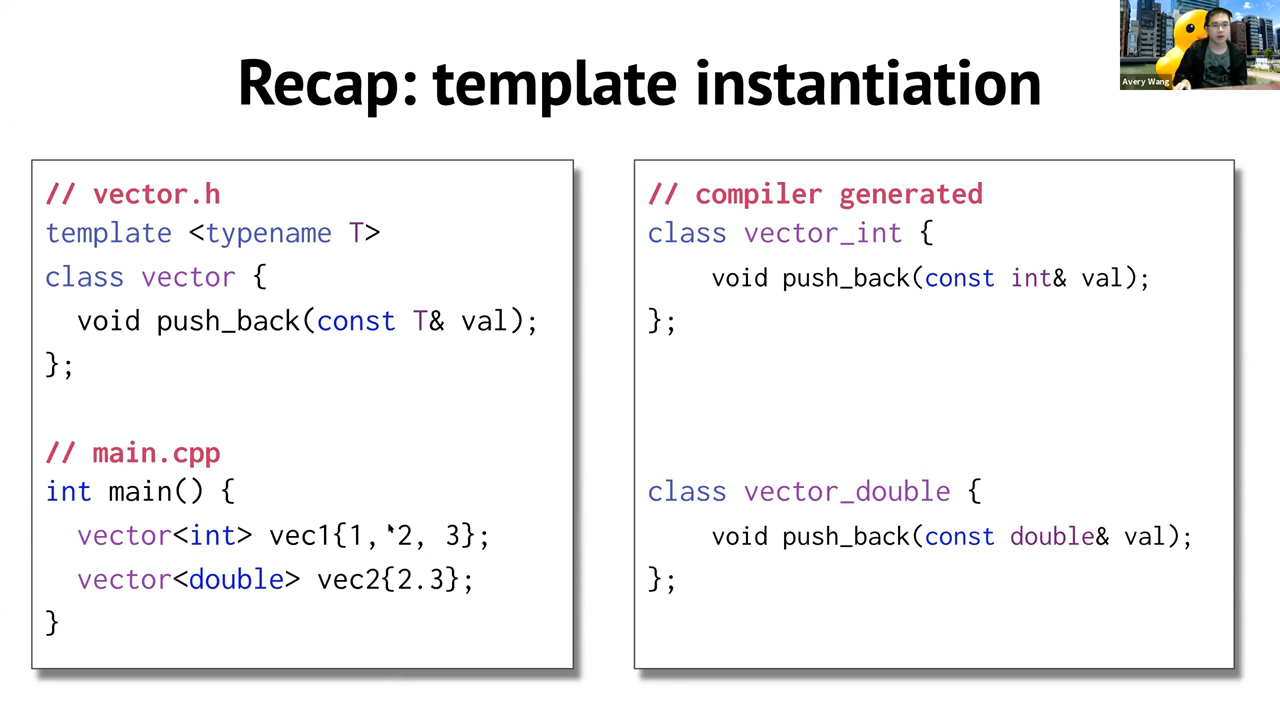 Recap: template instantiation
Avery Wang
// vector.h
template <typename T>
class vector {
  void push_back(const T& val);
};
// main.cpp
int main() {
  vector<int> vec1{1, 2, 3};
  vector<double> vec2{2.3};
}
// compiler generated
class vector_int {
    void push_back(const int& val);
};
class vector_double {
    void push_back(const double& val);
};